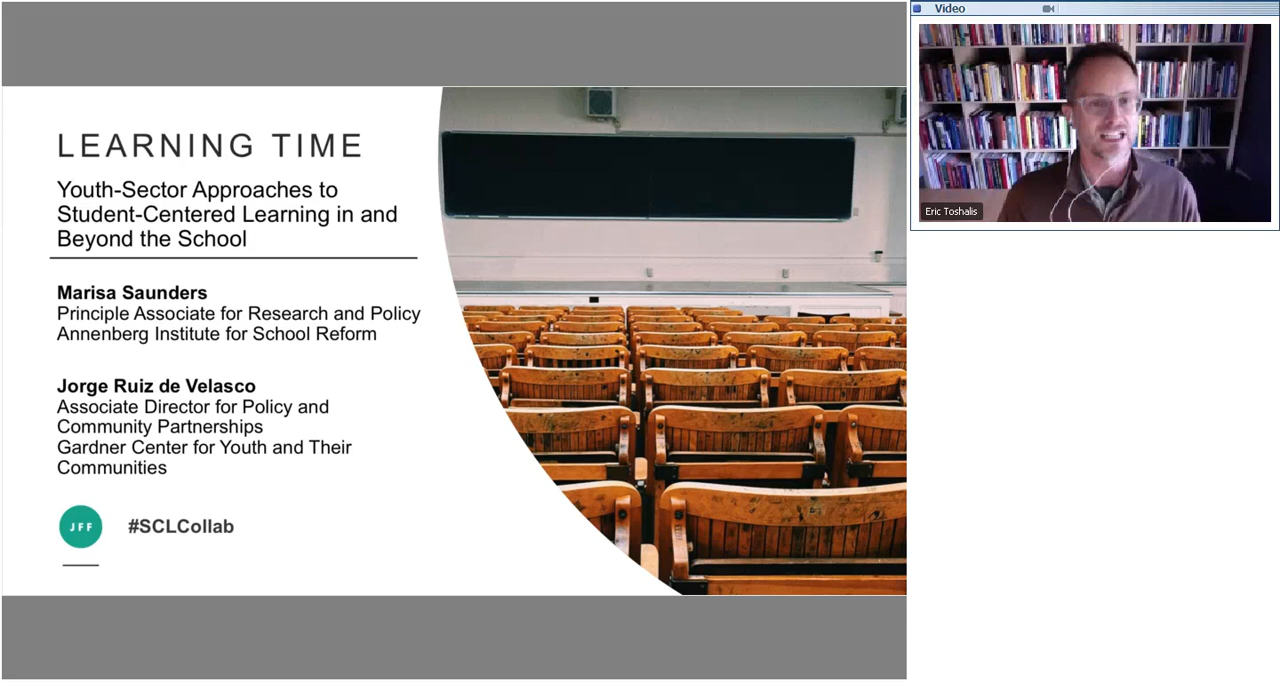 LEARNING TIME
Youth-Sector Approaches to
Student-Centered Learning in and
Beyond the School
Marisa Saunders
Principle Associate for Research and Policy
Annenberg Institute for School Reform
Jorge Ruiz de Velasco
Associate Director for Policy and
Community Partnerships
Gardner Center for Youth and Their
Communities
JFF
#SCLCollab
Video
Eric Toshalis